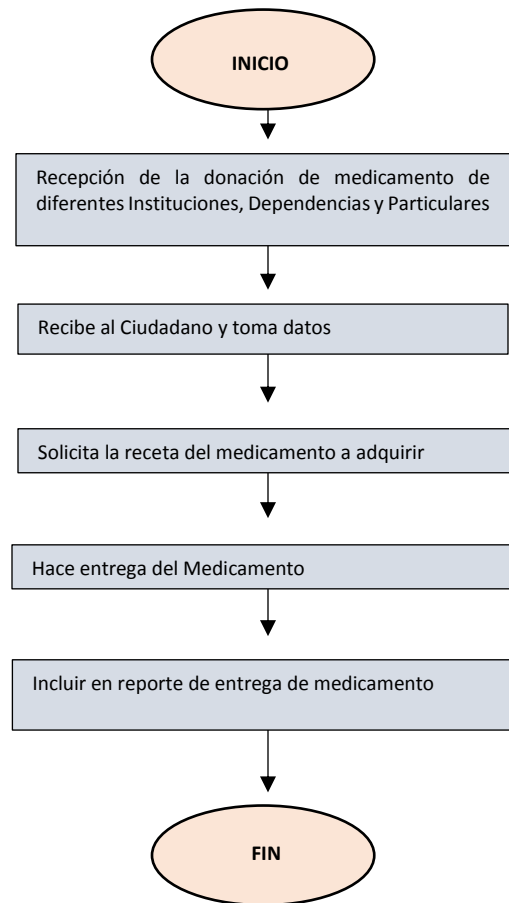 INICIO
Recepción de la donación de medicamento de
diferentes Instituciones, Dependencias y Particulares
Recibe al Ciudadano y toma datos
Solicita la receta del medicamento a adquirir
Hace entrega del Medicamento
Incluir en reporte de entrega de medicamento
FIN